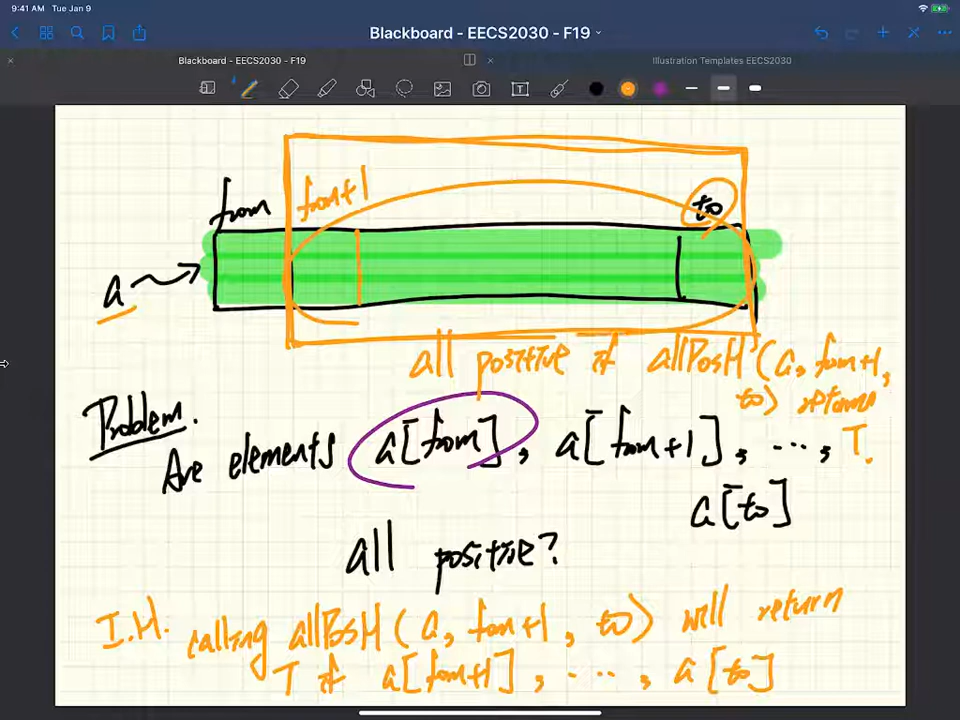 9:41 AM Tue Jan 9
Blackboard - EECS2030 - F19
Blackboard - EECS2030 - F19
Illustration Templates EECS2030
from from+1 to
a
all positive if allPosH(a, from+1,
to) returns
T.
Problem.
Are elements a[from], a[from+1], ...,
a[to]
all positive?
I.H. calling allPosH(a, from+1, to) will return
T if a[from+1], ..., a[to]